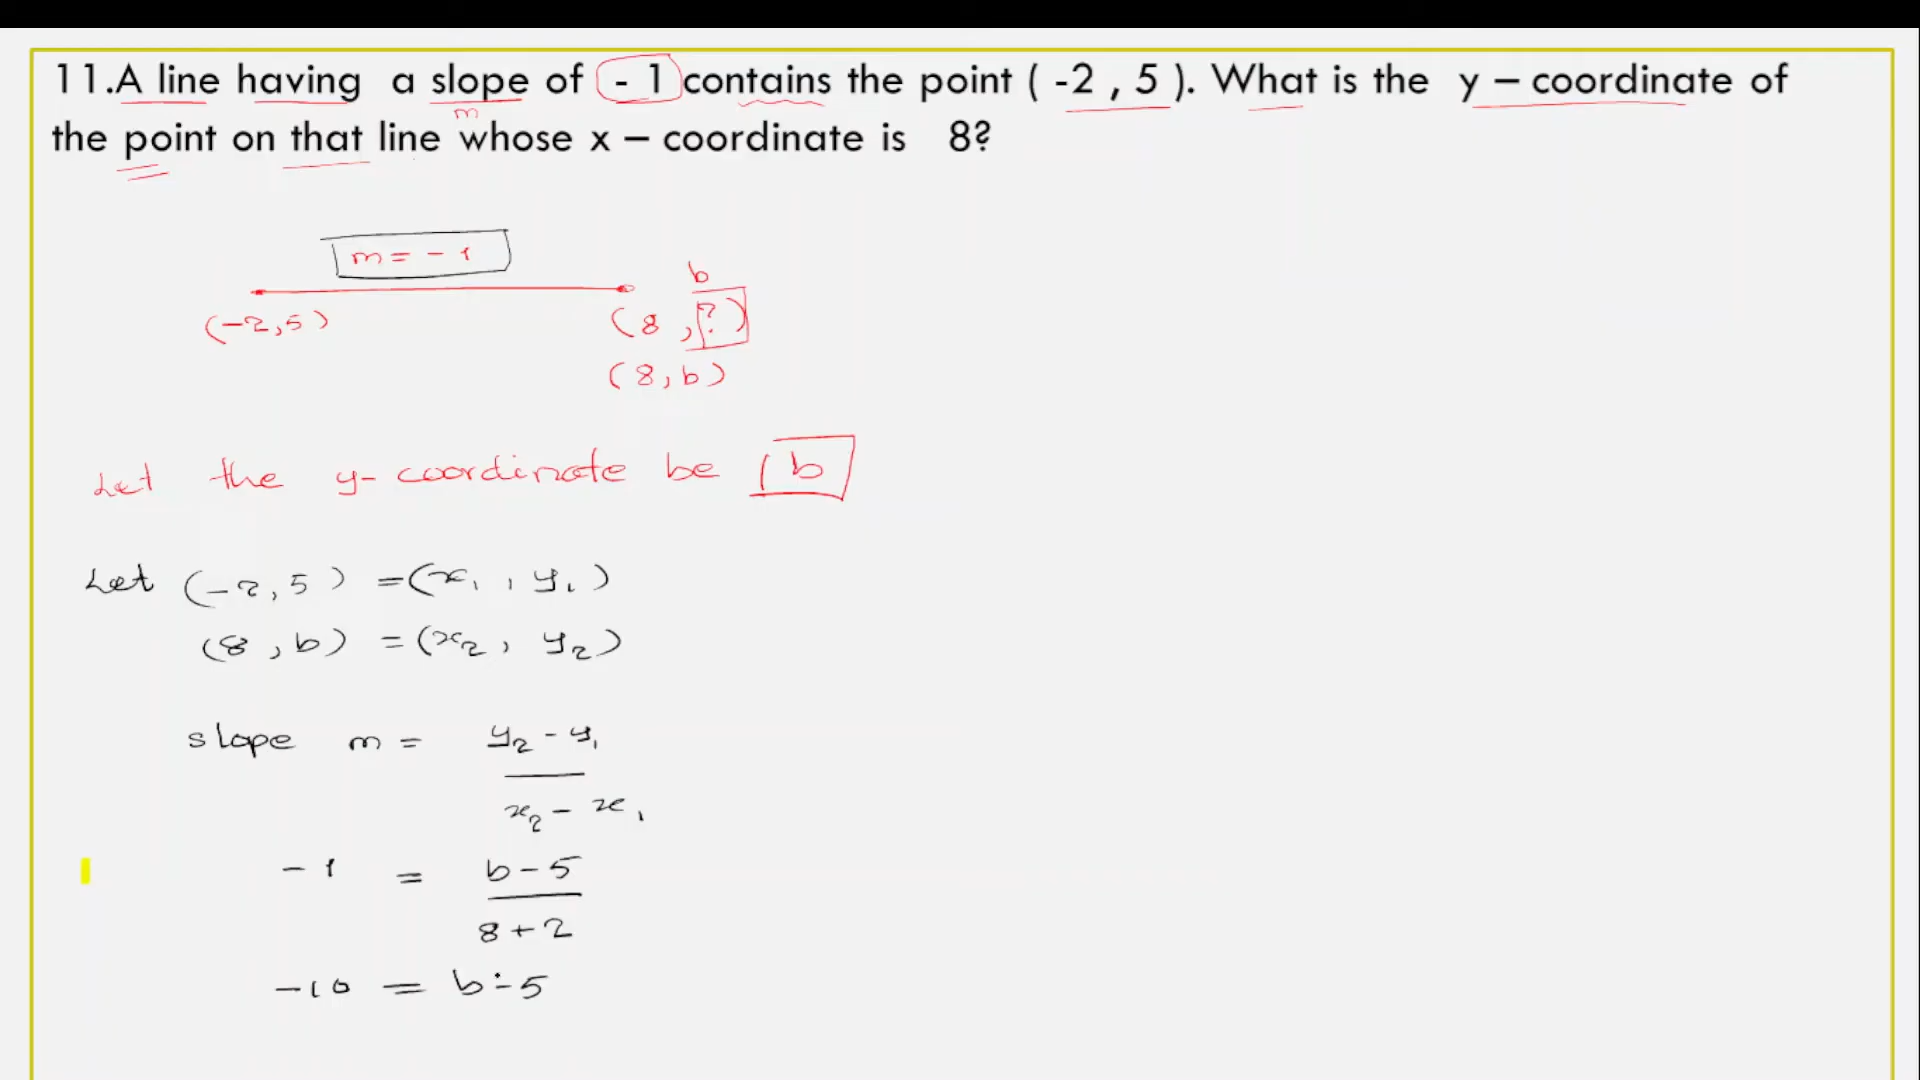 11.A line having a slope of - 1 contains the point ( -2 , 5 ). What is the y – coordinate of
m
the point on that line whose x – coordinate is 8?
m = - 1
b
(-2,5)
(8 , ?)
(8,b)
Let the y-coordinate be b
Let (-2,5) =(x₁ , y₁)
(8 , b) =(x₂ , y₂)
slope m = y₂ - y₁
x₂ - x₁
-1 = b-5
8+2
-10 = b-5